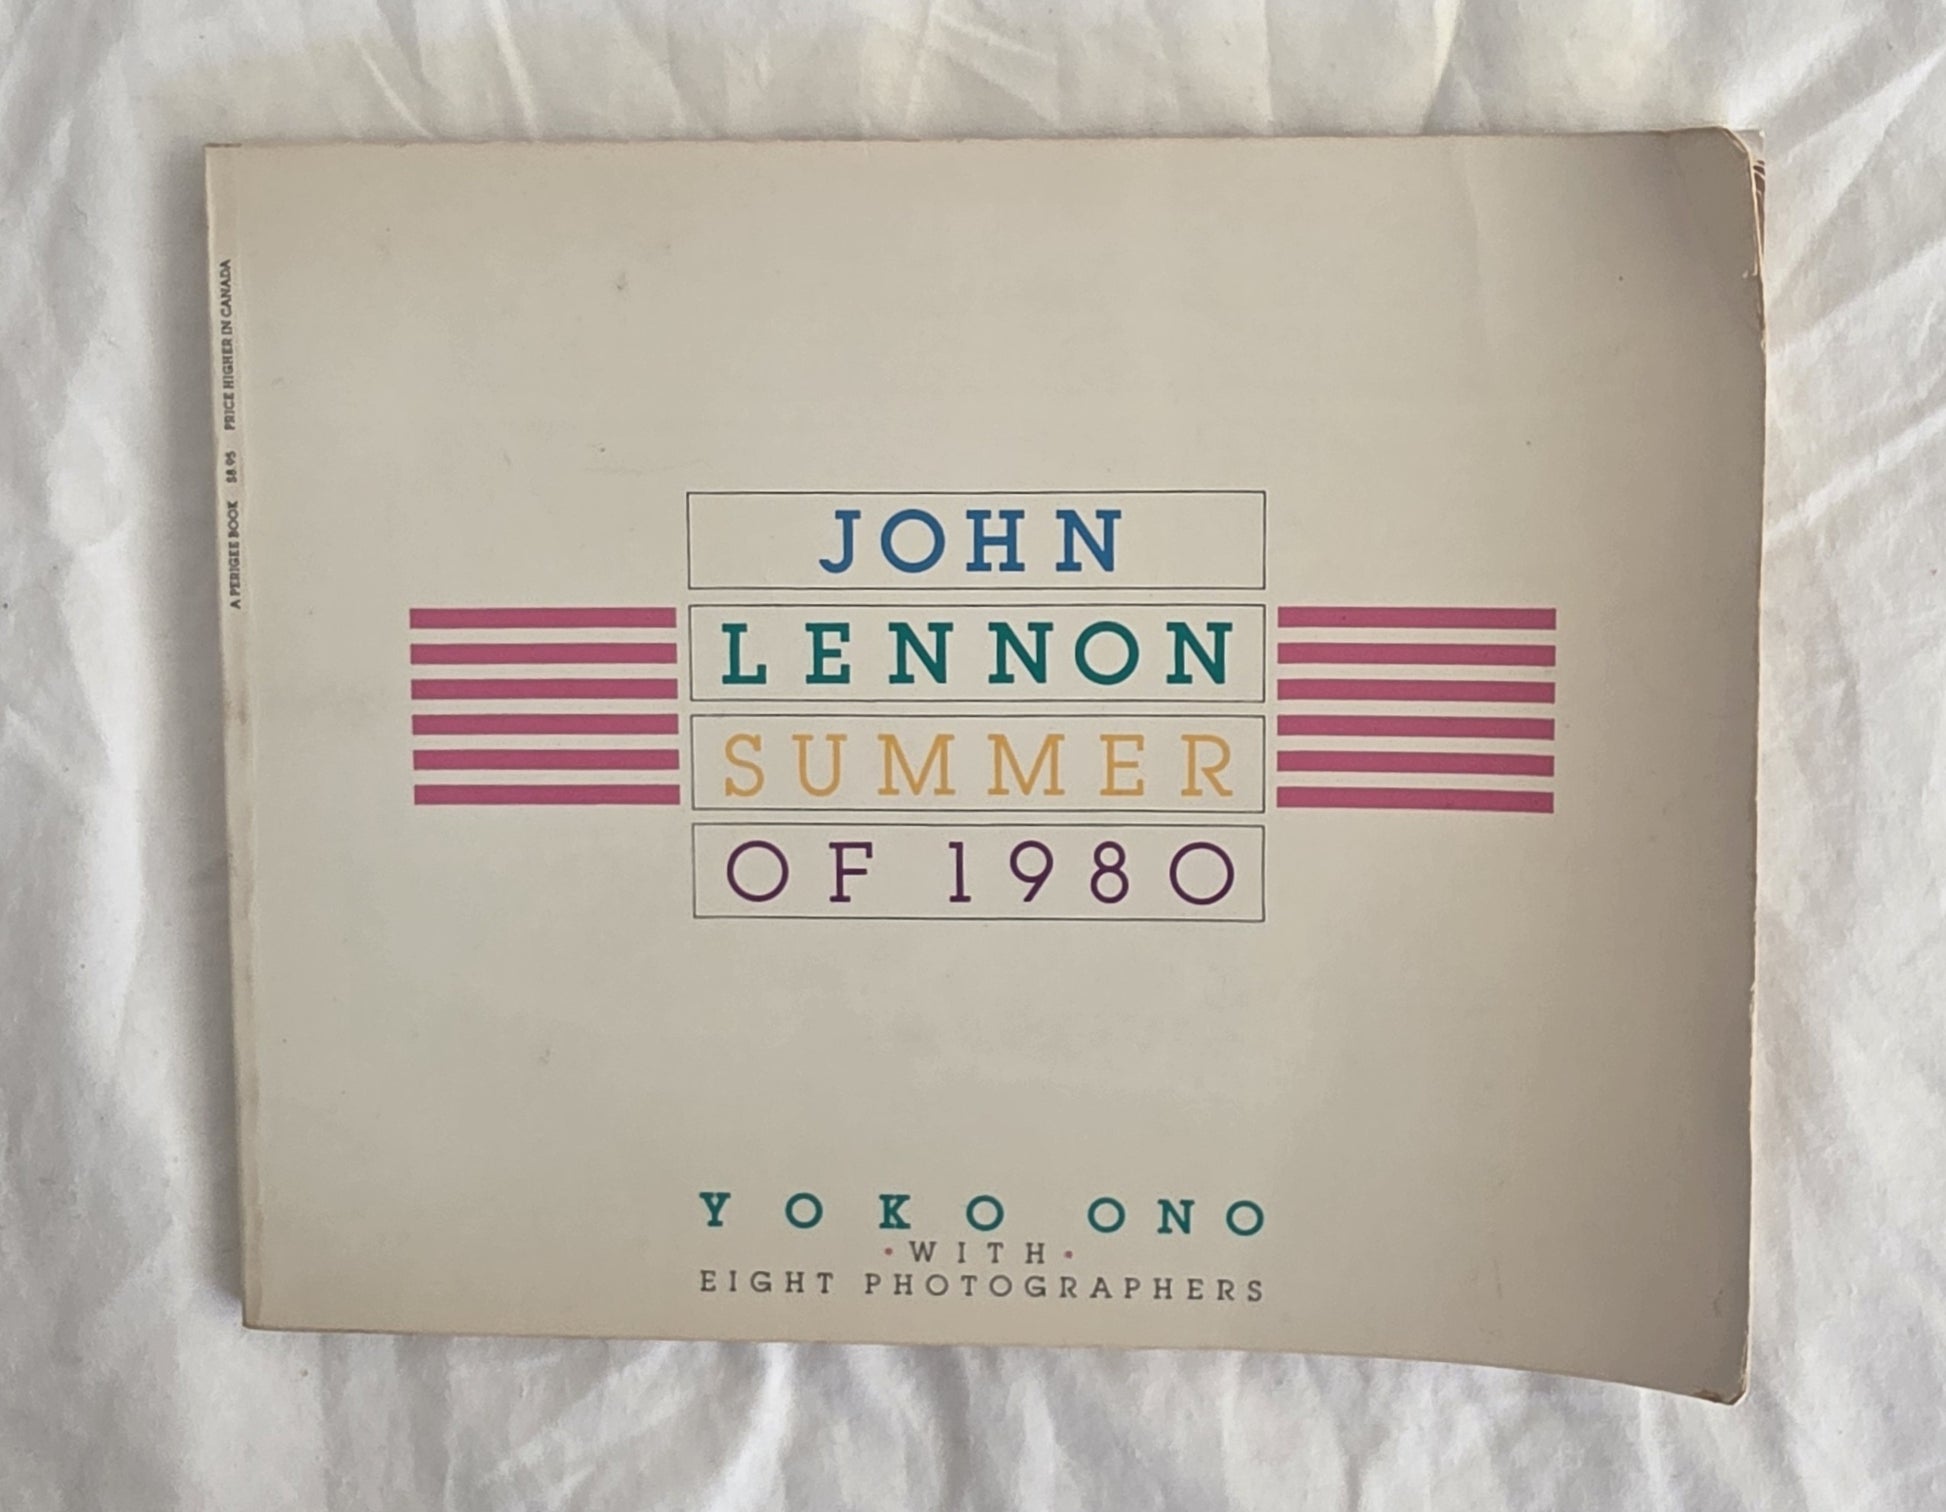 A PERIGEE BOOK $8.95 PRICE HIGHER IN CANADA
JOHN
LENNON
SUMMER
OF 1980
YOKO ONO
• WITH •
EIGHT PHOTOGRAPHERS